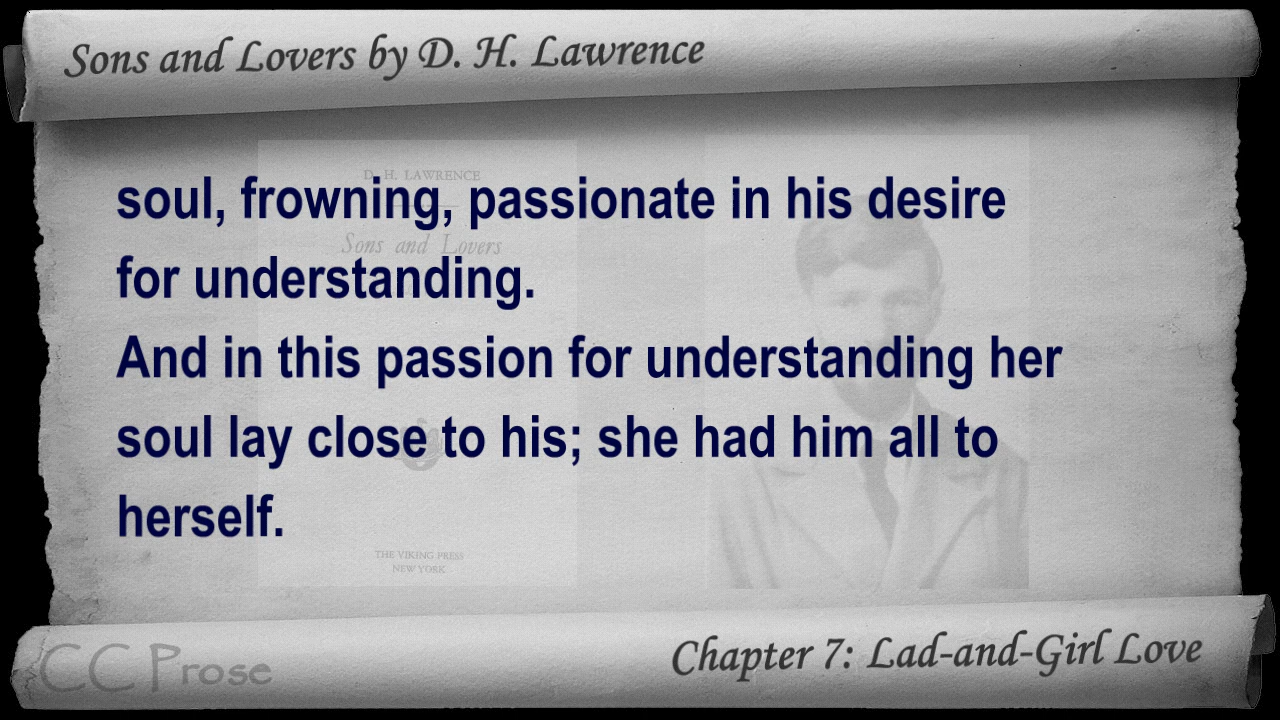 Sons and Lovers by D. H. Lawrence
D. H. LAWRENCE
soul, frowning, passionate in his desire
Sons and Lovers
for understanding.
And in this passion for understanding her
soul lay close to his; she had him all to
herself.
THE VIKING PRESS
NEW YORK
Chapter 7: Lad-and-Girl Love
CC Prose